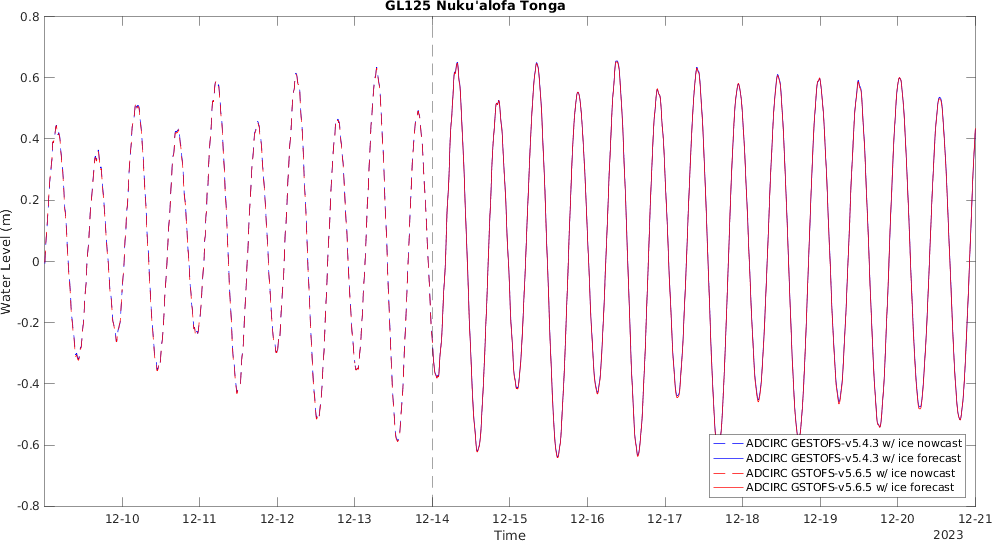 GL125 Nuku'alofa Tonga
0.8
0.6
0.4
0.2
0
-0.2
-0.4
-0.6
-0.8
Water Level (m)
ADCIRC GESTOFS-v5.4.3 w/ ice nowcast
ADCIRC GESTOFS-v5.4.3 w/ ice forecast
ADCIRC GSTOFS-v5.6.5 w/ ice nowcast
ADCIRC GSTOFS-v5.6.5 w/ ice forecast
12-10 12-11 12-12 12-13 12-14 12-15 12-16 12-17 12-18 12-19 12-20 12-21
Time
2023